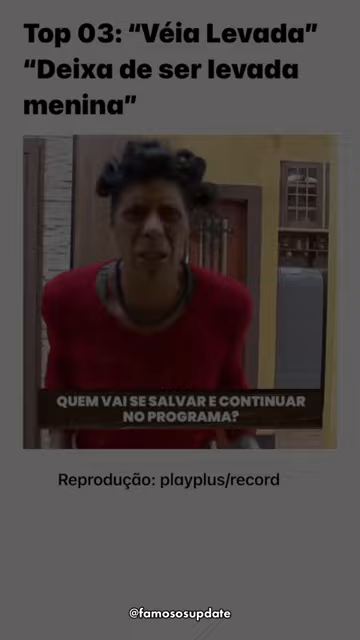 Top 03: “Véia Levada”
“Deixa de ser levada
menina”
QUEM VAI SE SALVAR E CONTINUAR
NO PROGRAMA?
Reprodução: playplus/record
@famososupdate